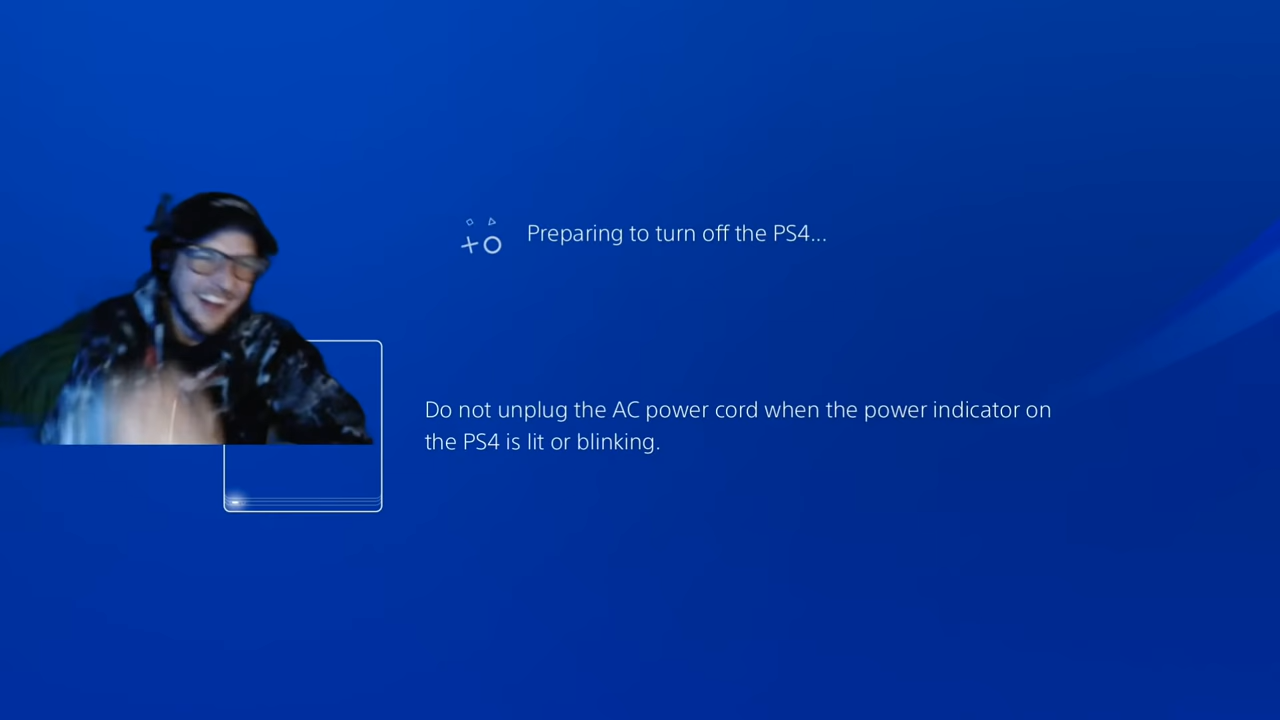 Preparing to turn off the PS4...
Do not unplug the AC power cord when the power indicator on
the PS4 is lit or blinking.